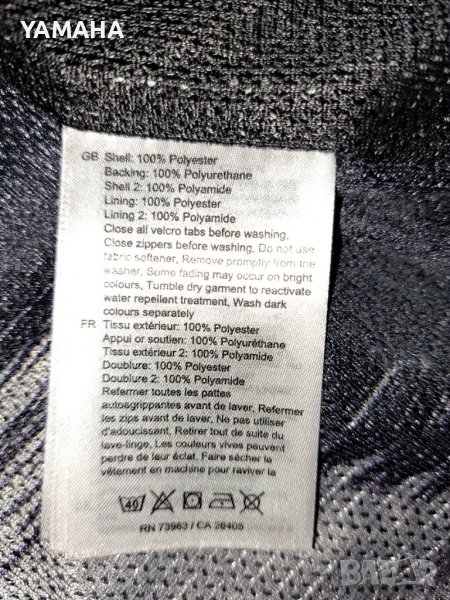 YAMAHA
GB Shell: 100% Polyester
Backing: 100% Polyurethane
Shell 2: 100% Polyamide
Lining: 100% Polyester
Lining 2: 100% Polyamide
Close all velcro tabs before washing,
Close zippers before washing, Do not use
fabric softener, Remove promptly from the
washer, Some fading may occur on bright
colours, Tumble dry garment to reactivate
water repellent treatment, Wash dark
colours separately
FR Tissu extérieur: 100% Polyester
Appui or soutien: 100% Polyuréthane
Tissu extérieur 2: 100% Polyamide
Doublure: 100% Polyester
Doublure 2: 100% Polyamide
Refermer toutes les pattes
autoagrippantes avant de laver, Refermer
les zips avant de laver, Ne pas utiliser
d'adoucissant, Retirer tout de suite du
lave-linge, Les couleurs vives peuvent
perdre de leur éclat. Faire sécher le
vêtement en machine pour raviver la
40
RN 73963 / CA 26405
BAZAR.BG